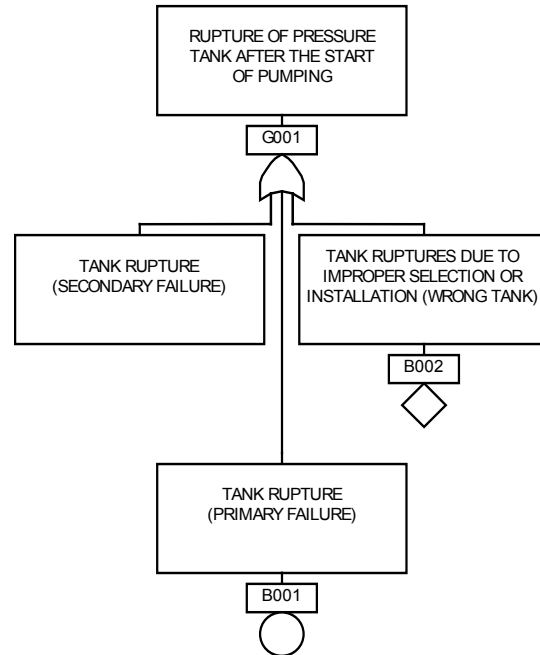 RUPTURE OF PRESSURE
TANK AFTER THE START
OF PUMPING
G001
TANK RUPTURE
(SECONDARY FAILURE)
TANK RUPTURES DUE TO
IMPROPER SELECTION OR
INSTALLATION (WRONG TANK)
B002
TANK RUPTURE
(PRIMARY FAILURE)
B001